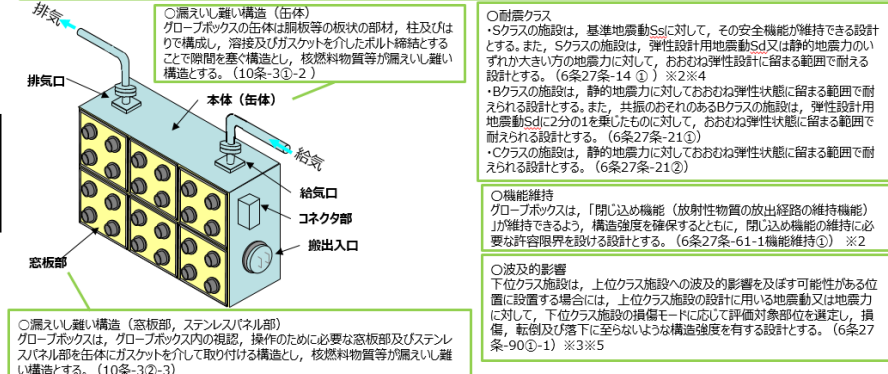 ○漏えいし難い構造（缶体）
グローブボックスの缶体は胴板等の板状の部材，柱及びは
りで構成し，溶接及びガスケットを介したボルト締結とする
ことで隙間を塞ぐ構造とし，核燃料物質等が漏えいし難い
構造とする。（10条-3①-2 ）
排気
排気口
本体（缶体）
給気
給気口
コネクタ部
搬出入口
窓板部
○漏えいし難い構造（窓板部，ステンレスパネル部）
グローブボックスは，グローブボックス内の視認，操作のために必要な窓板部及びステンレ
スパネル部を缶体にガスケットを介して取り付ける構造とし，核燃料物質等が漏えいし難
い構造とする。（10条-3②-3）
○耐震クラス
・Sクラスの施設は，基準地震動Ssに対して，その安全機能が維持できる設計
とする。また，Sクラスの施設は，弾性設計用地震動Sd又は静的地震力のい
ずれか大きい方の地震力に対して，おおむね弾性設計に留まる範囲で耐える
設計とする。（6条27条-14 ① ）※2※4
・Bクラスの施設は，静的地震力に対しておおむね弾性状態に留まる範囲で耐
えられる設計とする。また，共振のおそれのあるBクラスの施設は，弾性設計用
地震動Sdに2分の1を乗じたものに対して，おおむね弾性状態に留まる範囲で
耐えられる設計とする。（6条27条-21①）
・Cクラスの施設は，静的地震力に対しておおむね弾性状態に留まる範囲で耐
えられる設計とする。（6条27条-21②）
○機能維持
グローブボックスは，「閉じ込め機能（放射性物質の放出経路の維持機能）
」が維持できるよう，構造強度を確保するとともに，閉じ込め機能の維持に必
要な許容限界を設ける設計とする。（6条27条-61-1機能維持①） ※2
○波及的影響
下位クラス施設は，上位クラス施設への波及的影響を及ぼす可能性がある位
置に設置する場合には，上位クラス施設の設計に用いる地震動又は地震力
に対して，下位クラス施設の損傷モードに応じて評価対象部位を選定し，損
傷，転倒及び落下に至らないような構造強度を有する設計とする。（6条27
条-90①-1）※3※5